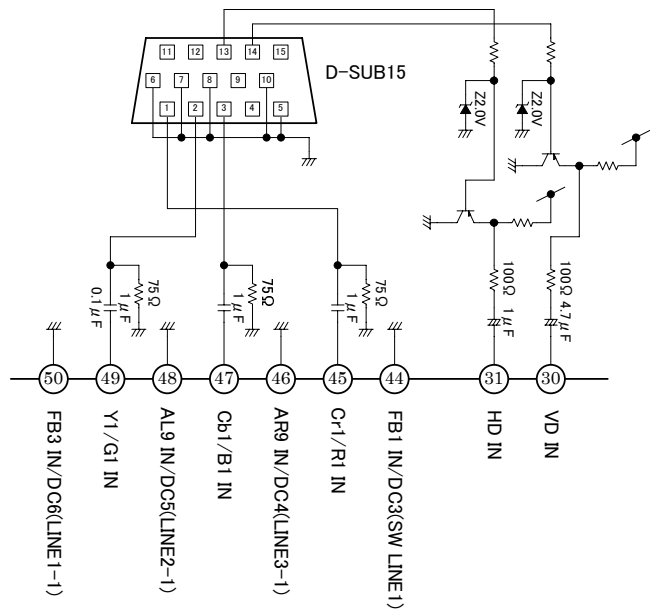 11 12 13 14 15
D-SUB15
6 7 8 9 10
1 2 3 4 5
Z2.0V
Z2.0V
0.1μF
1μF
75Ω
1μF
75Ω
1μF
75Ω
100Ω
1μF
100Ω
4.7μF
50 49 48 47 46 45 44 31 30
FB3 IN/DC6(LINE1-1)
Y1/G1 IN
AL9 IN/DC5(LINE2-1)
Cb1/B1 IN
AR9 IN/DC4(LINE3-1)
Cr1/R1 IN
FB1 IN/DC3(SW LINE1)
HD IN
VD IN